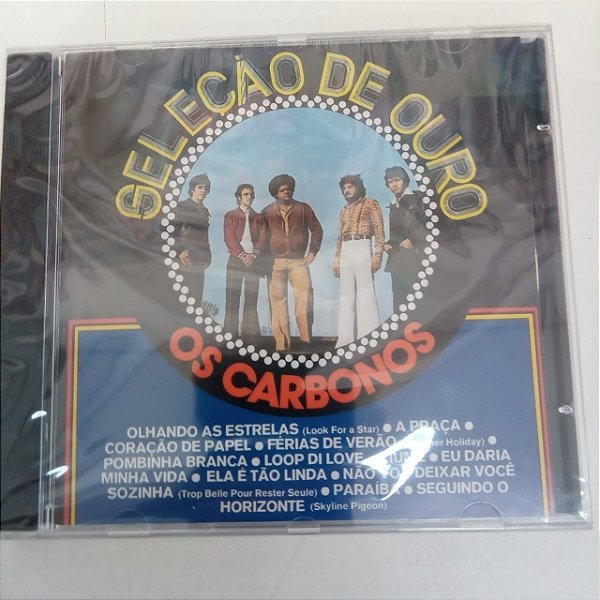 SELEÇÃO DE OURO
OS CARBONOS
OLHANDO AS ESTRELAS (Look For a Star) • A PRAÇA •
CORAÇÃO DE PAPEL • FÉRIAS DE VERÃO Holiday) •
POMBINHA BRANCA • LOOP DI LOVE • • EU DARIA
MINHA VIDA • ELA É TÃO LINDA • NÃO DEIXAR VOCÊ
SOZINHA (Trop Belle Pour Rester Seule) • PARAÍBA • SEGUINDO O
HORIZONTE (Skyline Pigeon)